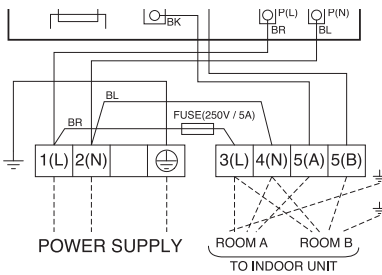 P(L) P(N)
BK BR BL
BL
BR FUSE(250V / 5A)
1(L) 2(N) 3(L) 4(N) 5(A) 5(B)
POWER SUPPLY ROOM A ROOM B
TO INDOOR UNIT